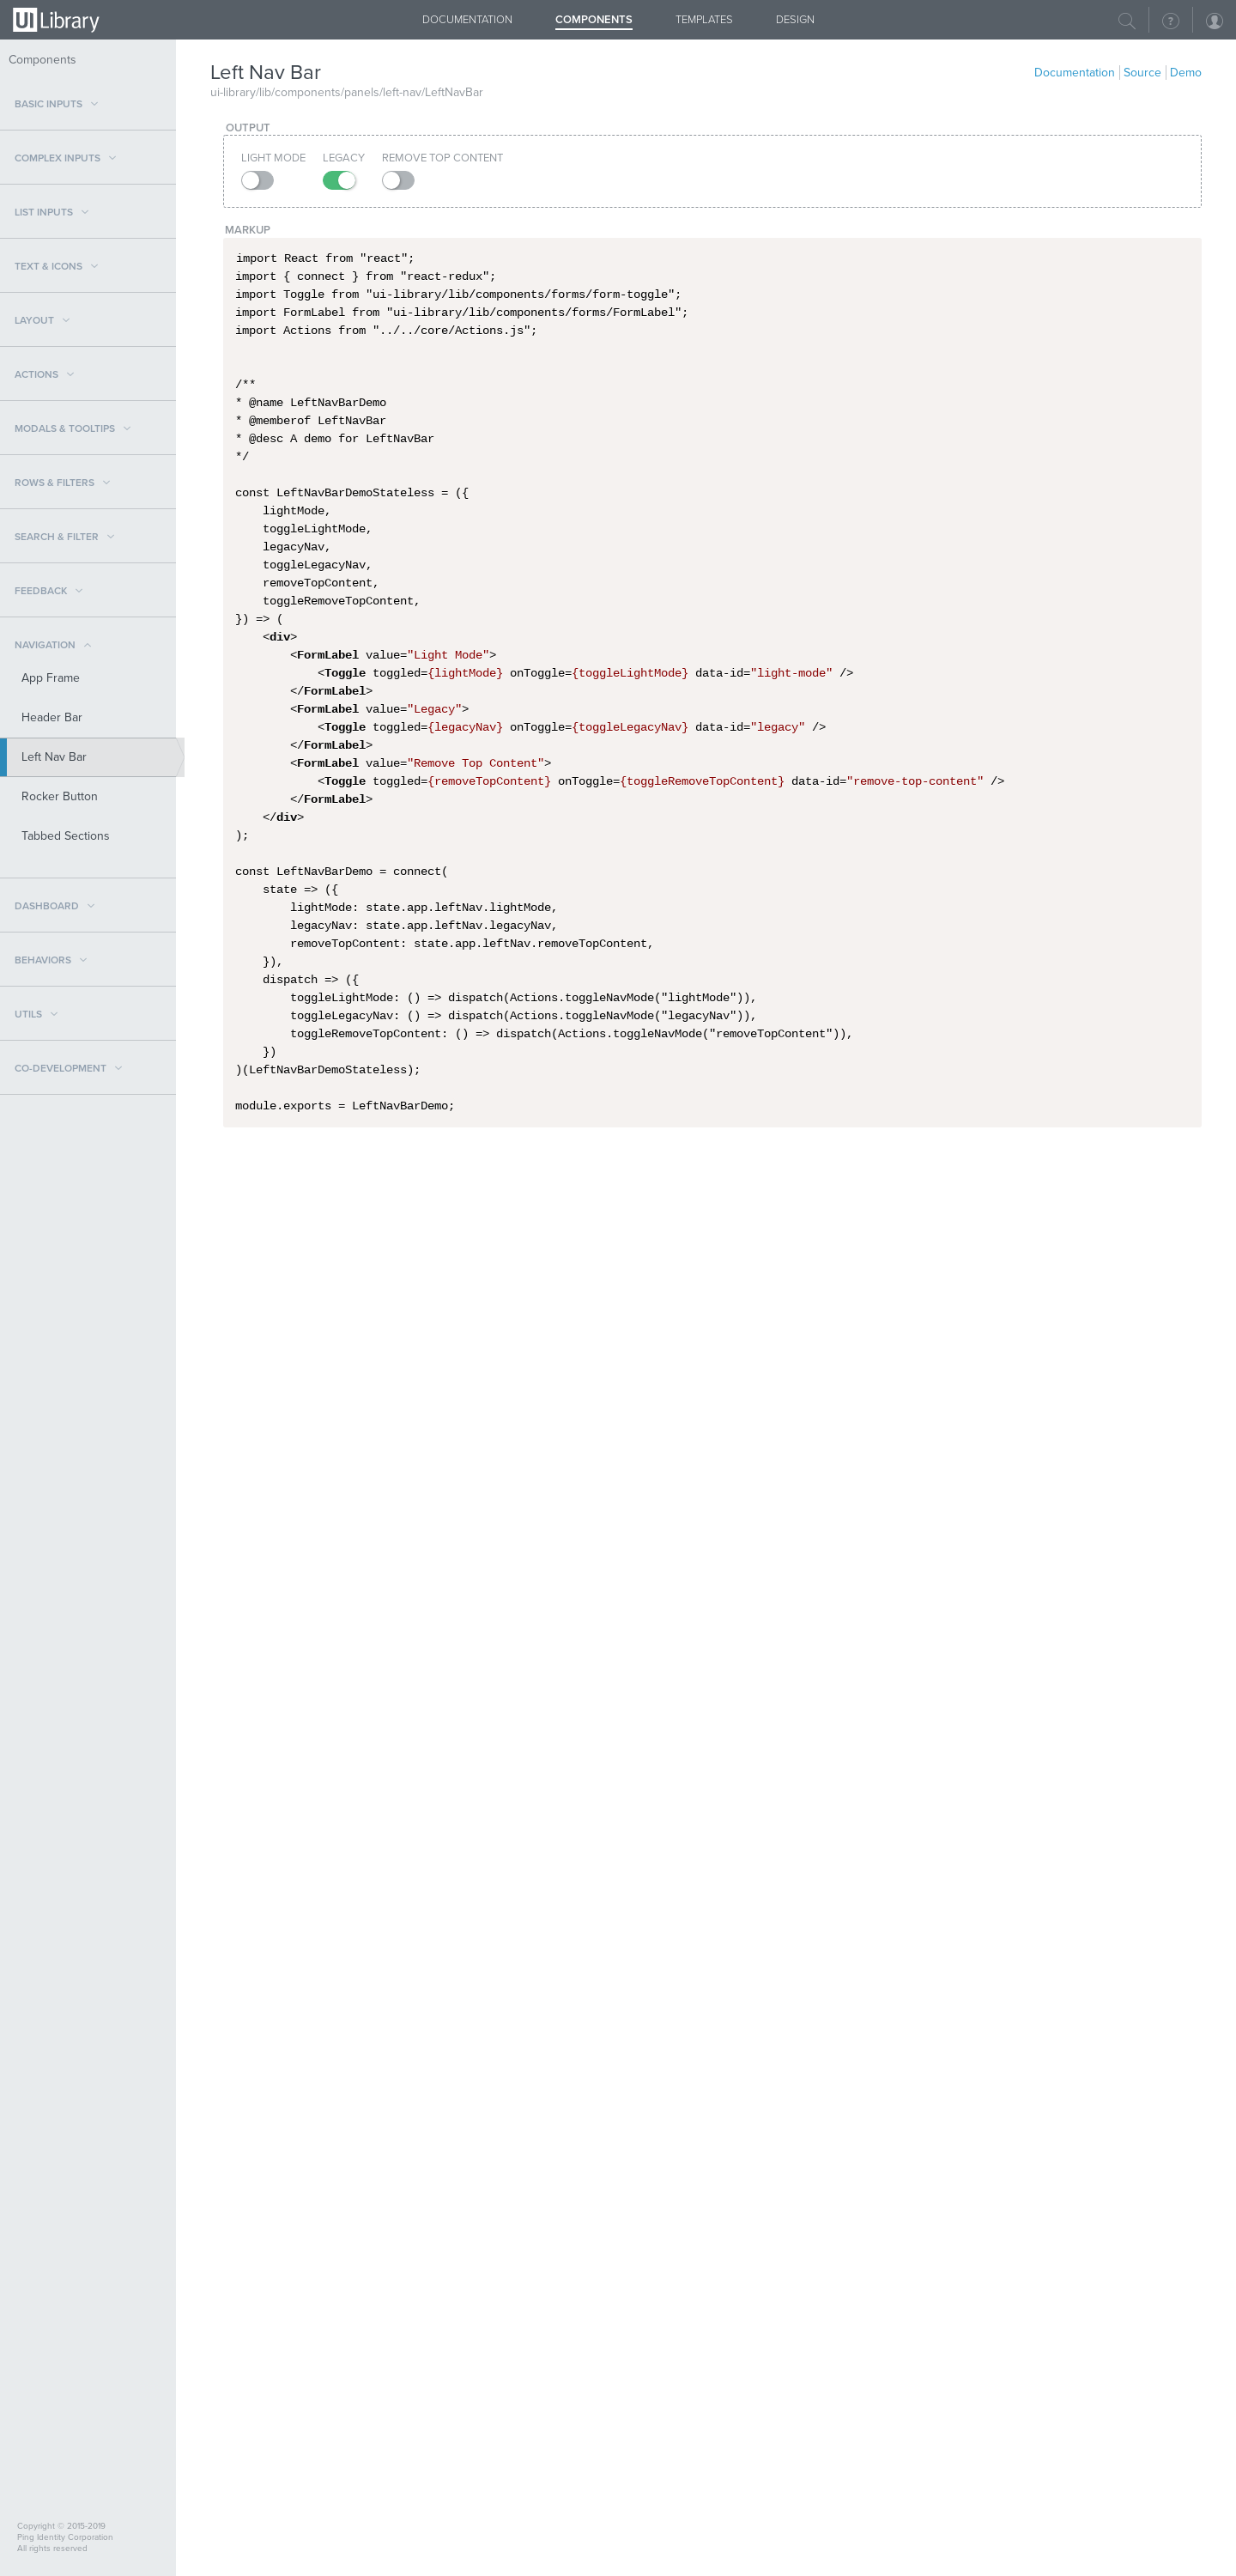 UI Library
DOCUMENTATION COMPONENTS TEMPLATES DESIGN
Components
BASIC INPUTS
COMPLEX INPUTS
LIST INPUTS
TEXT & ICONS
LAYOUT
ACTIONS
MODALS & TOOLTIPS
ROWS & FILTERS
SEARCH & FILTER
FEEDBACK
NAVIGATION
App Frame
Header Bar
Left Nav Bar
Rocker Button
Tabbed Sections
DASHBOARD
BEHAVIORS
UTILS
CO-DEVELOPMENT
Copyright © 2015-2019
Ping Identity Corporation
All rights reserved
Left Nav Bar
Documentation Source Demo
ui-library/lib/components/panels/left-nav/LeftNavBar
OUTPUT
LIGHT MODE LEGACY REMOVE TOP CONTENT
MARKUP
import React from "react";
import { connect } from "react-redux";
import Toggle from "ui-library/lib/components/forms/form-toggle";
import FormLabel from "ui-library/lib/components/forms/FormLabel";
import Actions from "../../core/Actions.js";
/**
* @name LeftNavBarDemo
* @memberof LeftNavBar
* @desc A demo for LeftNavBar
*/
const LeftNavBarDemoStateless = ({
    lightMode,
    toggleLightMode,
    legacyNav,
    toggleLegacyNav,
    removeTopContent,
    toggleRemoveTopContent,
}) => (
    <div>
        <FormLabel value="Light Mode">
            <Toggle toggled={lightMode} onToggle={toggleLightMode} data-id="light-mode" />
        </FormLabel>
        <FormLabel value="Legacy">
            <Toggle toggled={legacyNav} onToggle={toggleLegacyNav} data-id="legacy" />
        </FormLabel>
        <FormLabel value="Remove Top Content">
            <Toggle toggled={removeTopContent} onToggle={toggleRemoveTopContent} data-id="remove-top-content" />
        </FormLabel>
    </div>
);
const LeftNavBarDemo = connect(
    state => ({
        lightMode: state.app.leftNav.lightMode,
        legacyNav: state.app.leftNav.legacyNav,
        removeTopContent: state.app.leftNav.removeTopContent,
    }),
    dispatch => ({
        toggleLightMode: () => dispatch(Actions.toggleNavMode("lightMode")),
        toggleLegacyNav: () => dispatch(Actions.toggleNavMode("legacyNav")),
        toggleRemoveTopContent: () => dispatch(Actions.toggleNavMode("removeTopContent")),
    })
)(LeftNavBarDemoStateless);
module.exports = LeftNavBarDemo;